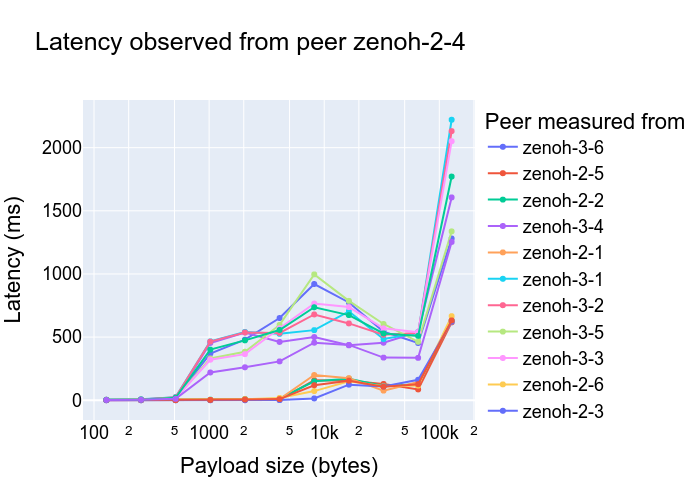 Latency observed from peer zenoh-2-4
Peer measured from
zenoh-3-6
zenoh-2-5
zenoh-2-2
zenoh-3-4
zenoh-2-1
zenoh-3-1
zenoh-3-2
zenoh-3-5
zenoh-3-3
zenoh-2-6
zenoh-2-3
Latency (ms)
2000
1500
1000
500
0
100 2 5 1000 2 5 10k 2 5 100k 2
Payload size (bytes)